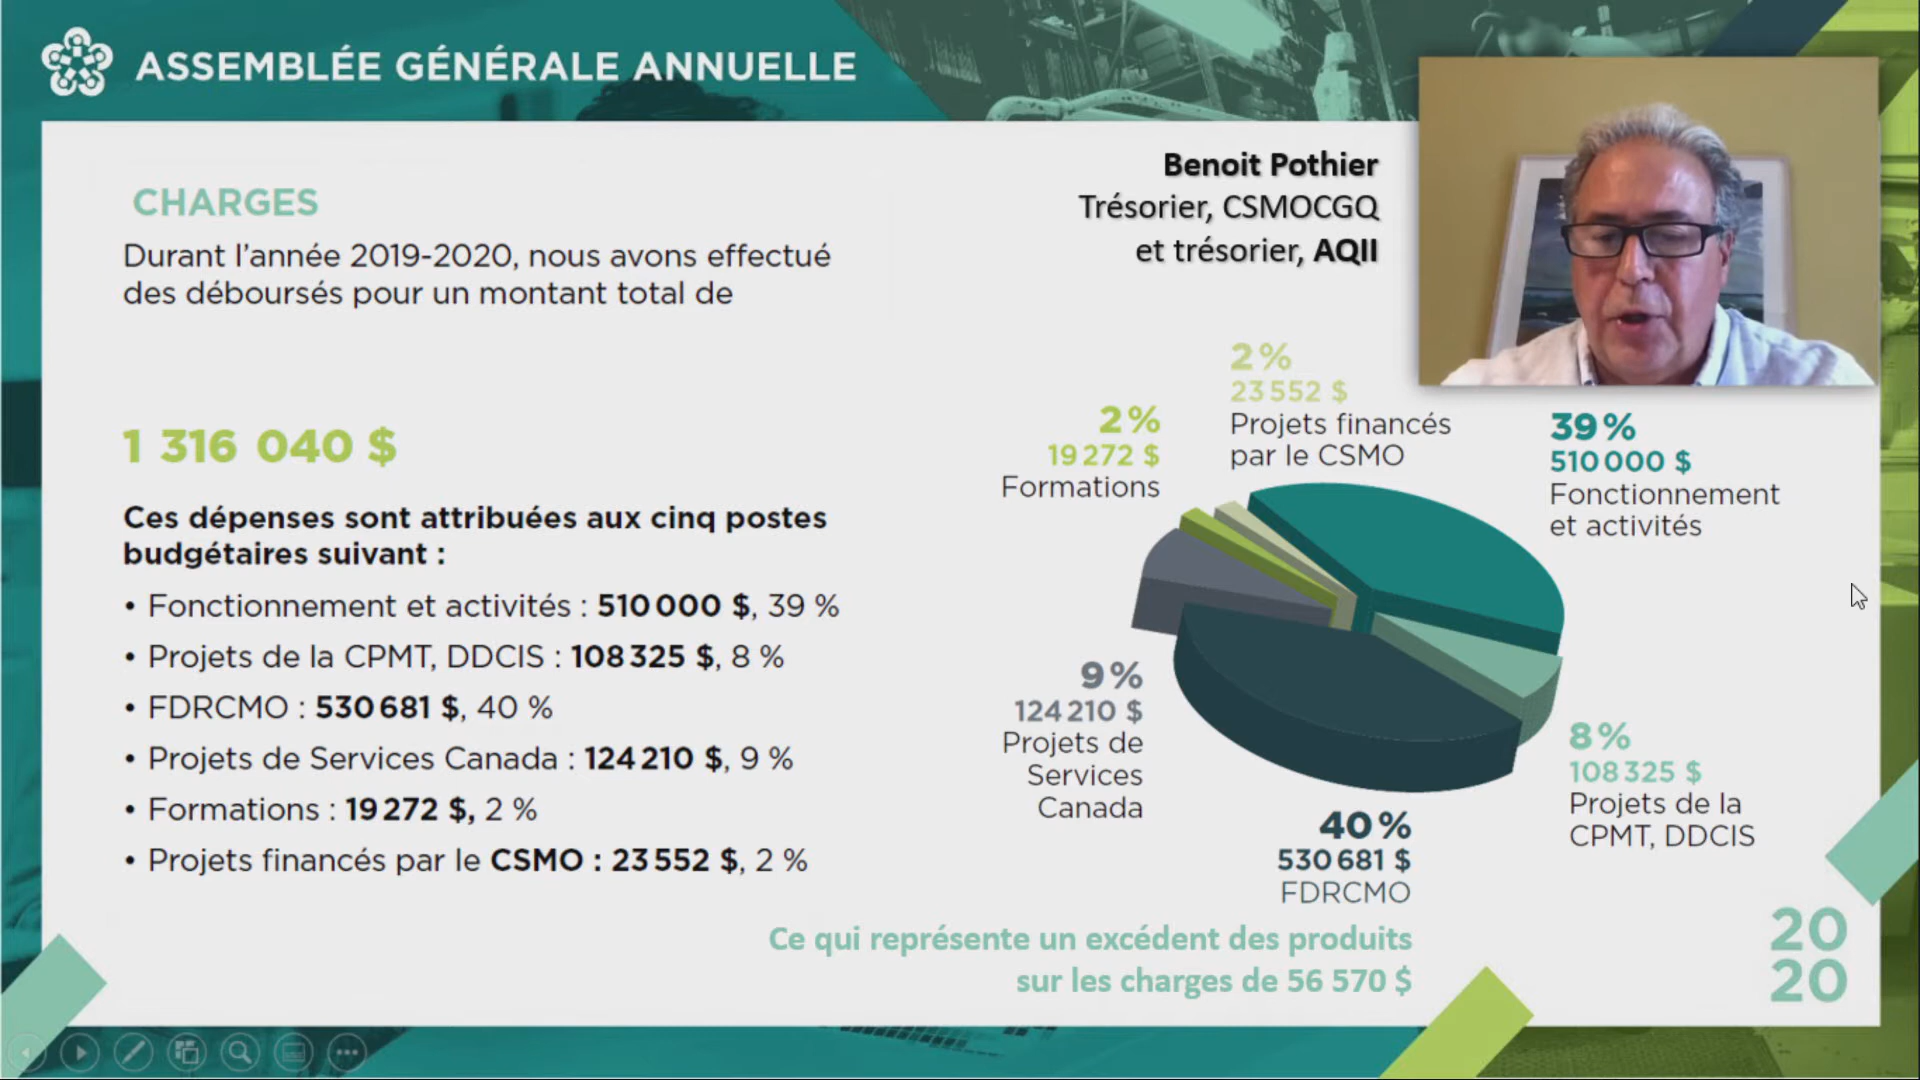 ASSEMBLÉE GÉNÉRALE ANNUELLE
Benoit Pothier
Trésorier, CSMOCGQ
et trésorier, AQII
CHARGES
Durant l'année 2019-2020, nous avons effectué
des déboursés pour un montant total de
1 316 040 $
Ces dépenses sont attribuées aux cinq postes
budgétaires suivant :
• Fonctionnement et activités : 510 000 $, 39 %
• Projets de la CPMT, DDCIS : 108 325 $, 8 %
• FDRCMO : 530 681 $, 40 %
• Projets de Services Canada : 124 210 $, 9 %
• Formations : 19 272 $, 2 %
• Projets financés par le CSMO : 23 552 $, 2 %
2 %
23 552 $
Projets financés
par le CSMO
2 %
19 272 $
Formations
39 %
510 000 $
Fonctionnement
et activités
9 %
124 210 $
Projets de
Services
Canada
8 %
108 325 $
Projets de la
CPMT, DDCIS
40 %
530 681 $
FDRCMO
Ce qui représente un excédent des produits
sur les charges de 56 570 $
20
20